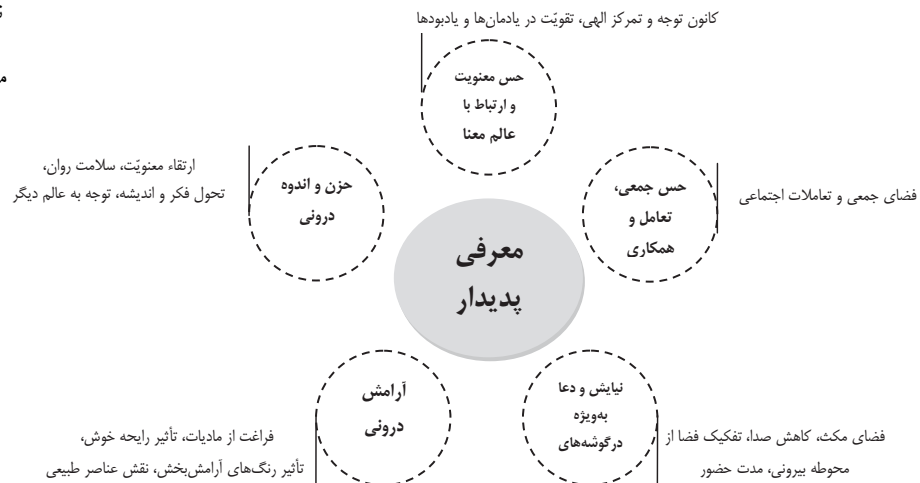 کانون توجه و تمرکز الهی، تقویّت در یادمان‌ها و یادبودها
حس معنویت
و ارتباط با
عالم معنا
فضای جمعی و تعاملات اجتماعی
حس جمعی،
تعامل و
همکاری
ارتقاء معنویّت، سلامت روان،
تحول فکر و اندیشه، توجه به عالم دیگر
حزن و اندوه
درونی
معرفی
پدیدار
نیایش و دعا
به‌ویژه
درگوشه‌های
فضای مکث، کاهش صدا، تفکیک فضا از
محوطه بیرونی، مدت حضور
آرامش
درونی
فراغت از مادیات، تأثیر رایحه خوش،
تأثیر رنگ‌های آرامش‌بخش، نقش عناصر طبیعی